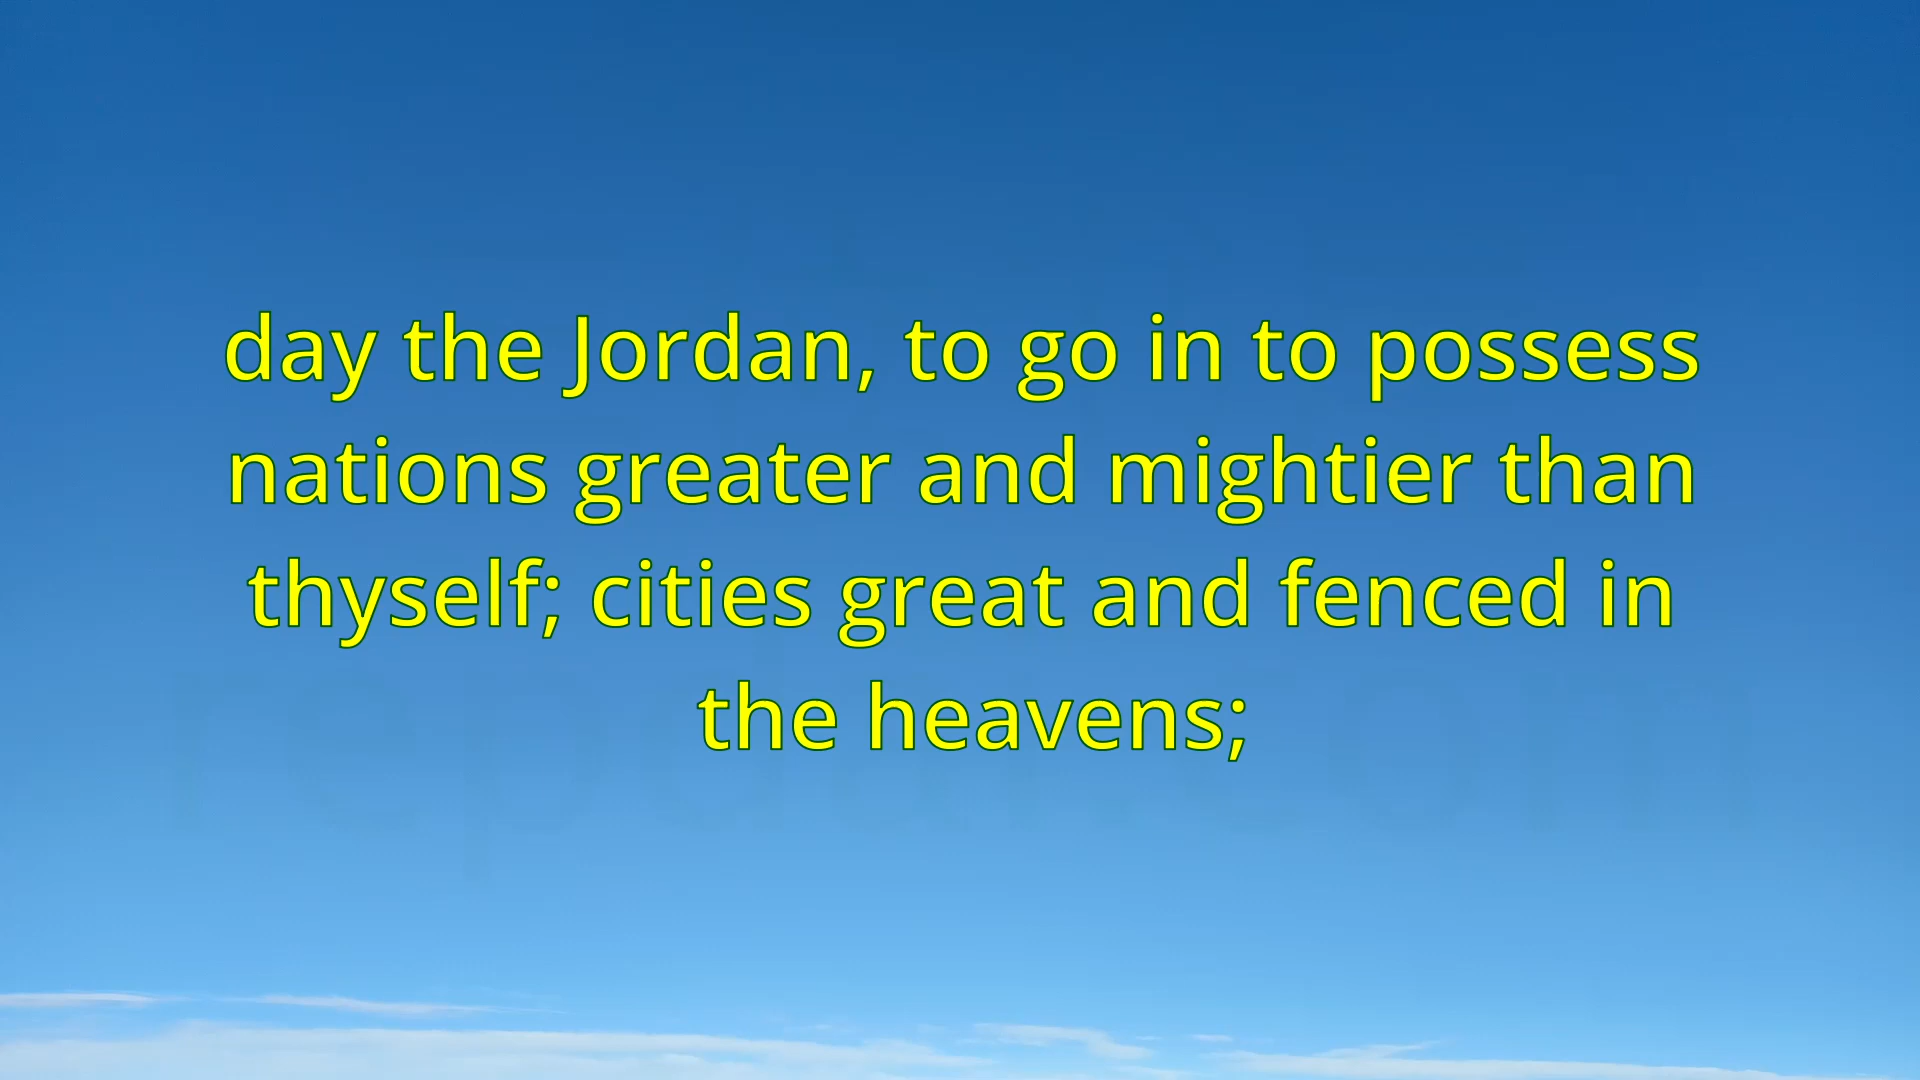 day the Jordan, to go in to possess
nations greater and mightier than
thyself; cities great and fenced in
the heavens;